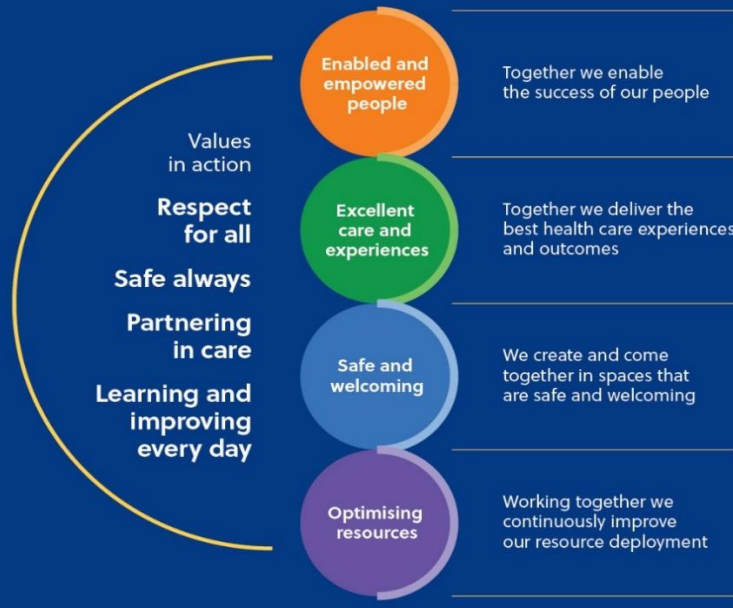 Values
in action
Respect
for all
Safe always
Partnering
in care
Learning and
improving
every day
Enabled and
empowered
people
Together we enable
the success of our people
Excellent
care and
experiences
Together we deliver the
best health care experiences
and outcomes
Safe and
welcoming
We create and come
together in spaces that
are safe and welcoming
Optimising
resources
Working together we
continuously improve
our resource deployment